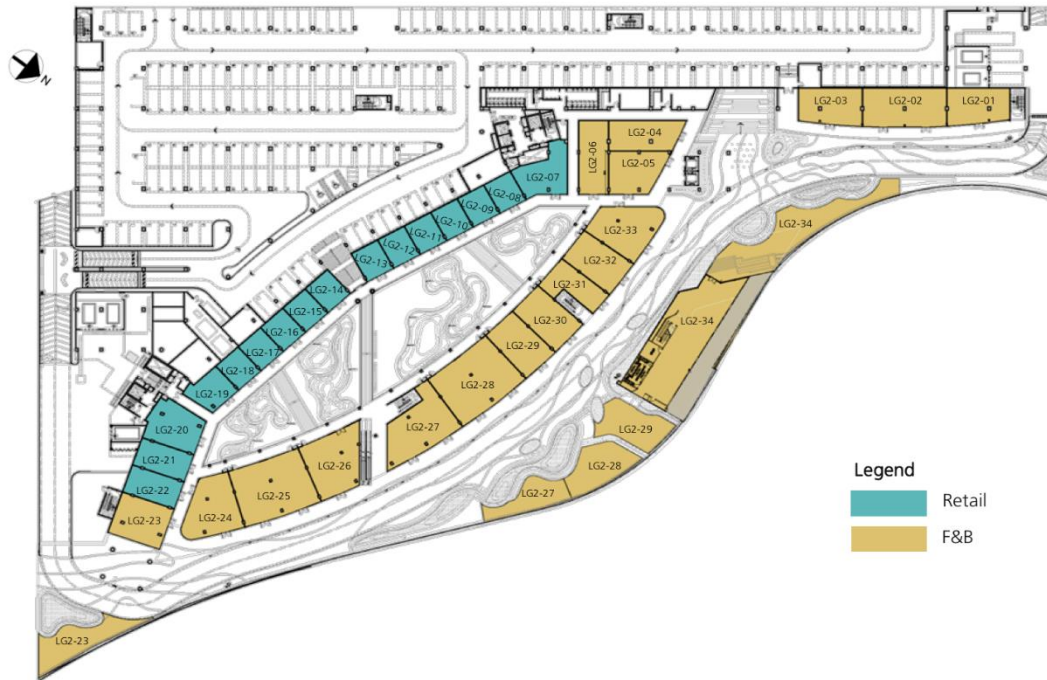 N
LG2-03
LG2-02
LG2-01
LG2-04
LG2-06
LG2-05
LG2-07
LG2-08
LG2-09
LG2-10
LG2-11
LG2-12
LG2-13
LG2-14
LG2-15
LG2-16
LG2-17
LG2-18
LG2-19
LG2-20
LG2-21
LG2-22
LG2-23
LG2-24
LG2-25
LG2-26
LG2-27
LG2-28
LG2-29
LG2-30
LG2-31
LG2-32
LG2-33
LG2-34
LG2-34
LG2-29
LG2-28
LG2-27
LG2-23
Legend
Retail
F&B